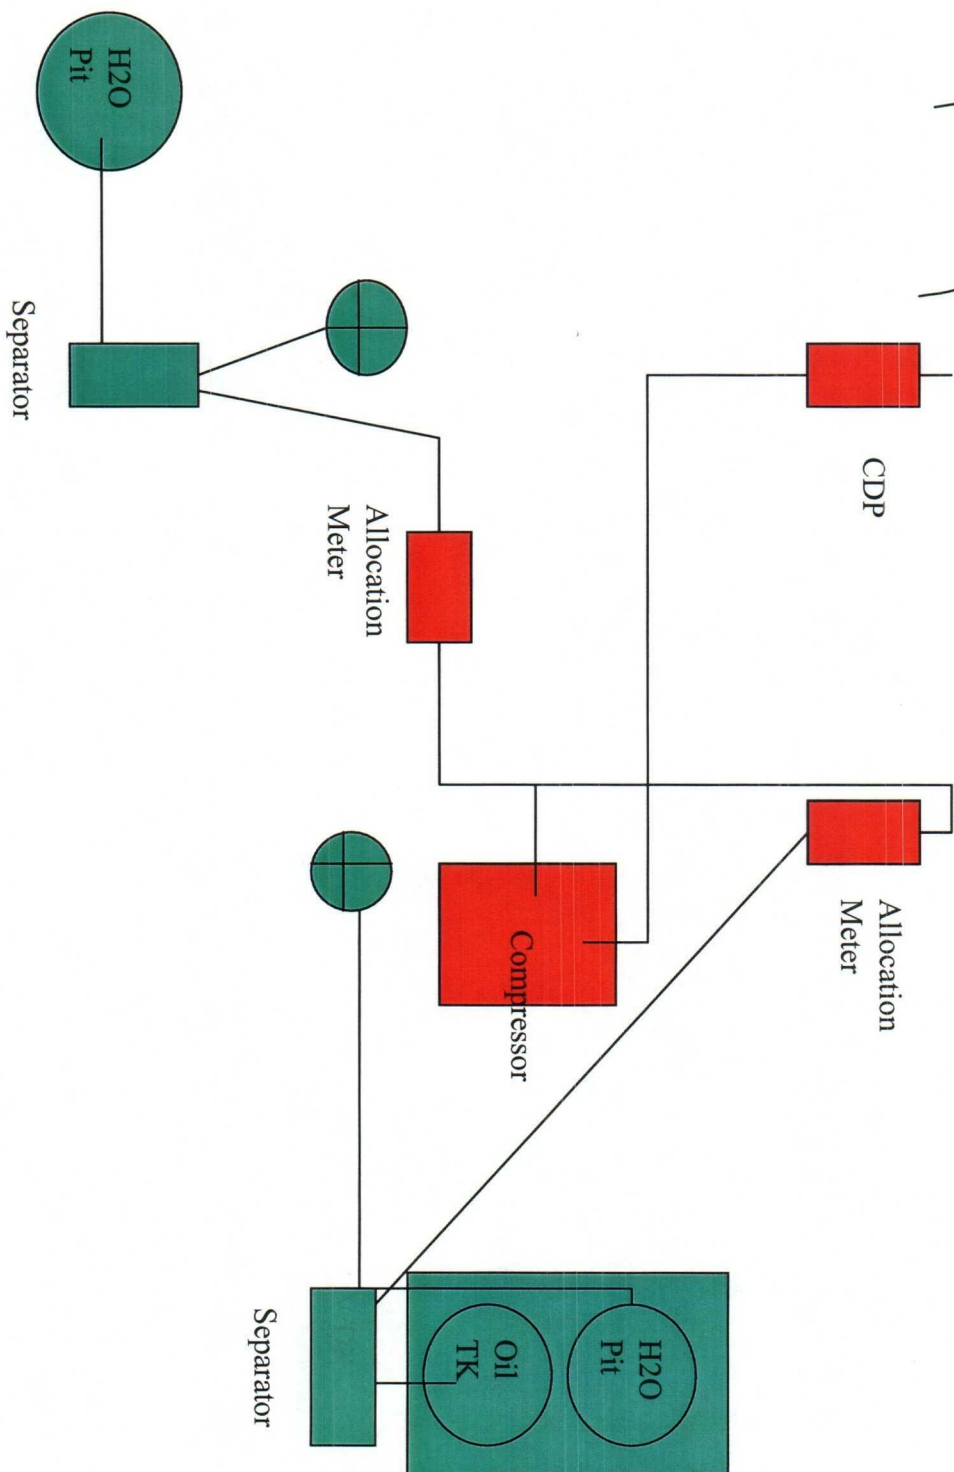 H2O
Pit
Separator
Allocation
Meter
CDP
Compressor
Allocation
Meter
Separator
Oil
TK
H2O
Pit